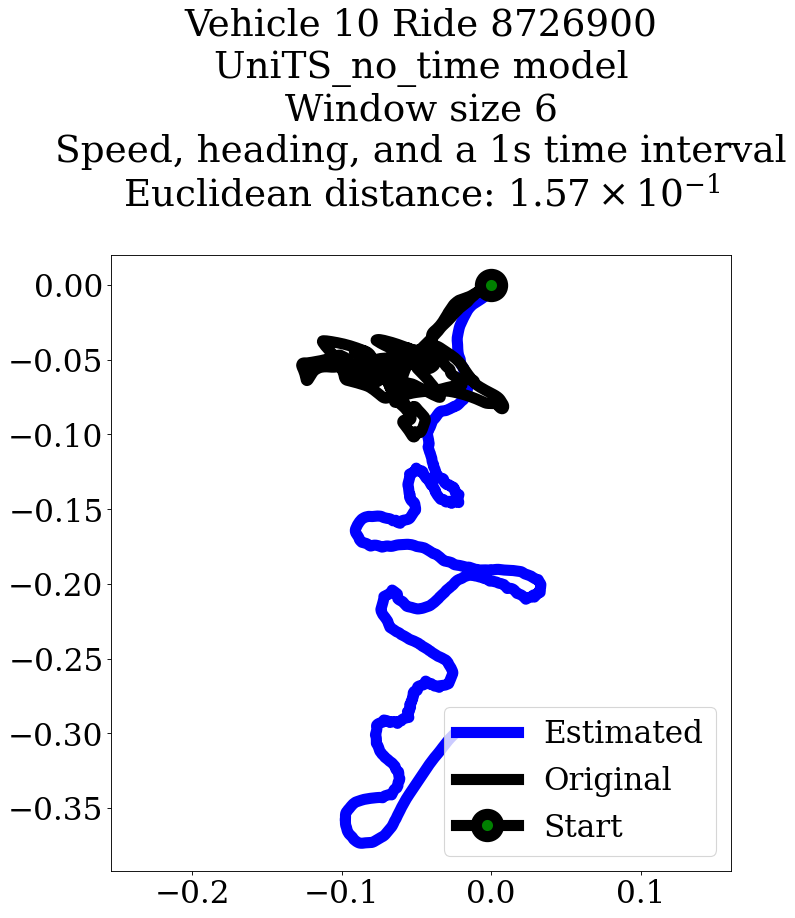 Vehicle 10 Ride 8726900
UniTS_no_time model
Window size 6
Speed, heading, and a 1s time interval
Euclidean distance: 1.57 × 10⁻¹
0.00
−0.05
−0.10
−0.15
−0.20
−0.25
−0.30
−0.35
Estimated
Original
Start
−0.2
−0.1
0.0
0.1